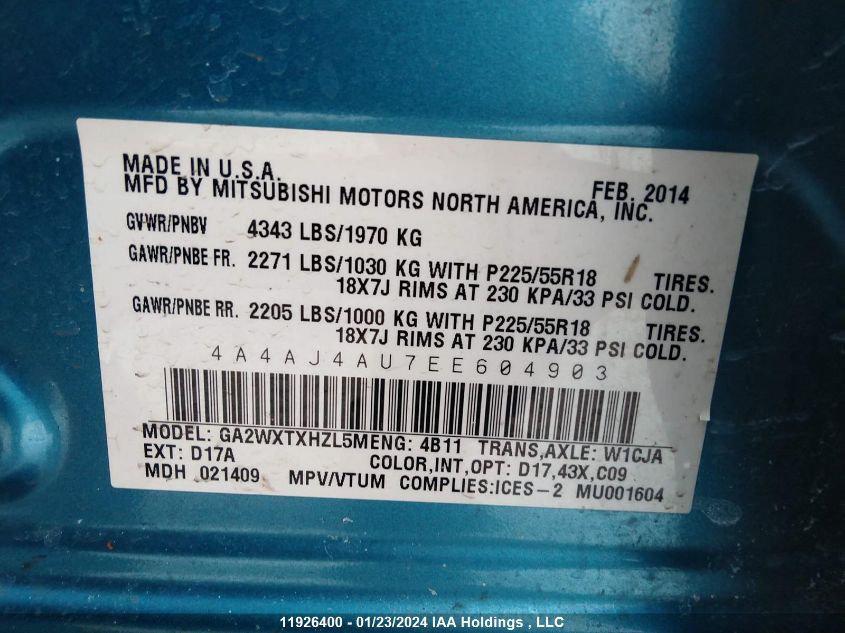 MADE IN U.S.A. FEB. 2014
MFD BY MITSUBISHI MOTORS NORTH AMERICA, INC.
GVWR/PNBV 4343 LBS/1970 KG
GAWR/PNBE FR. 2271 LBS/1030 KG WITH P225/55R18 TIRES.
18X7J RIMS AT 230 KPA/33 PSI COLD.
GAWR/PNBE RR. 2205 LBS/1000 KG WITH P225/55R18 TIRES.
18X7J RIMS AT 230 KPA/33 PSI COLD.
4A4AJ4AU7EE604903
MODEL: GA2WXTXHZL5MENG: 4B11 TRANS,AXLE: W1CJA
EXT: D17A COLOR,INT,OPT: D17,43X,C09
MDH 021409 MPV/VTUM COMPLIES:ICES-2 MU001604
11926400 - 01/23/2024 IAA Holdings , LLC